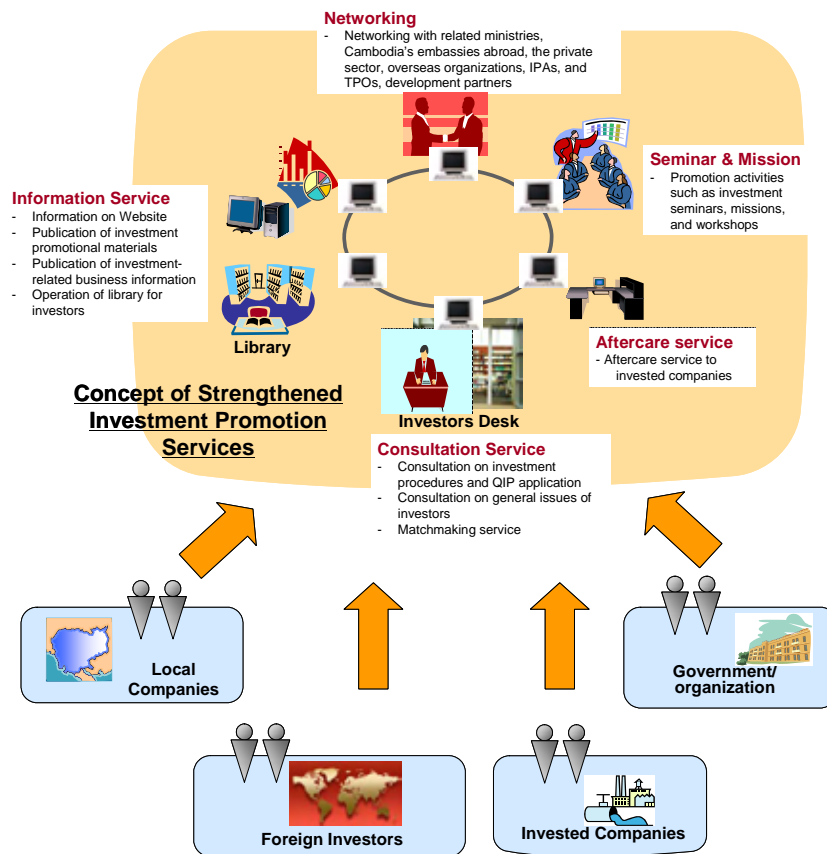 Networking
- Networking with related ministries,
Cambodia's embassies abroad, the private
sector, overseas organizations, IPAs, and
TPOs, development partners
Seminar & Mission
- Promotion activities
such as investment
seminars, missions,
and workshops
Information Service
- Information on Website
- Publication of investment
promotional materials
- Publication of investment-
related business information
- Operation of library for
investors
Library
Aftercare service
- Aftercare service to
invested companies
Concept of Strengthened
Investment Promotion
Services
Investors Desk
Consultation Service
- Consultation on investment
procedures and QIP application
- Consultation on general issues of
investors
- Matchmaking service
Local
Companies
Government/
organization
Foreign Investors
Invested Companies